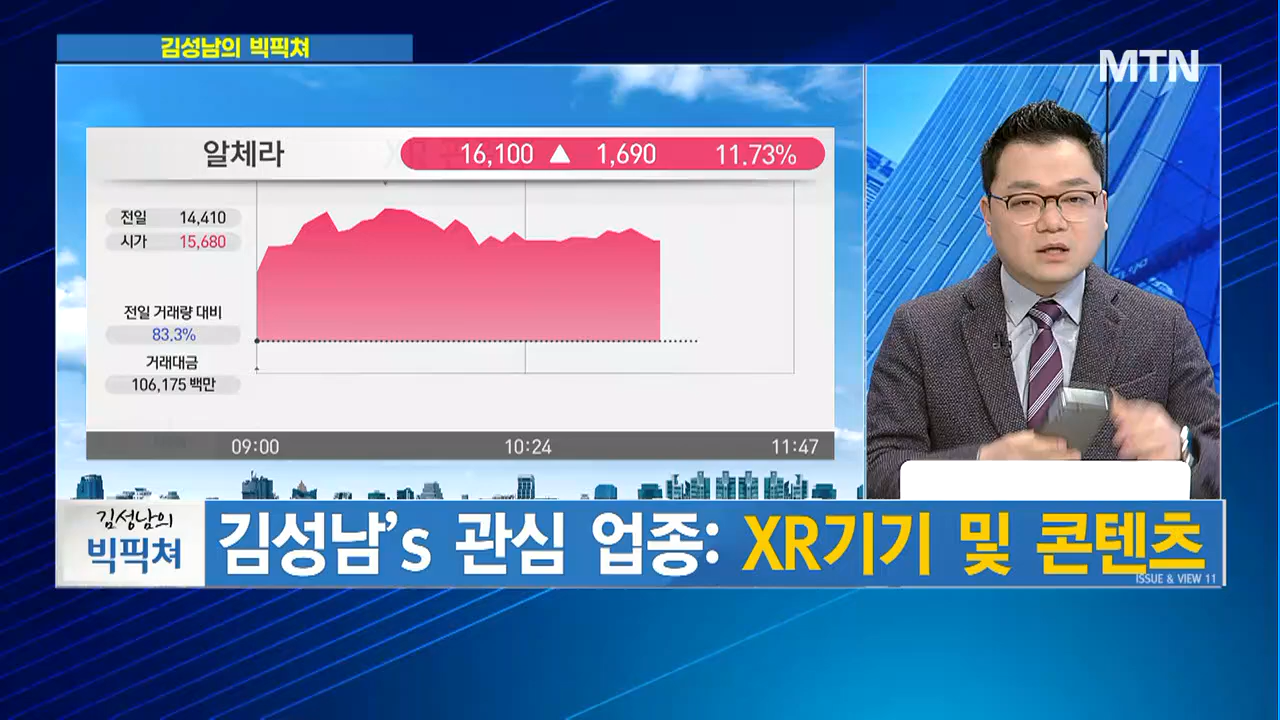 김성남의 빅픽쳐
MTN
알체라
16,100 ▲ 1,690 11.73%
전일 14,410
시가 15,680
전일 거래량 대비
83.3%
거래대금
106,175 백만
09:00 10:24 11:47
김성남의
빅픽쳐
김성남's 관심 업종: XR기기 및 콘텐츠
ISSUE & VIEW 11